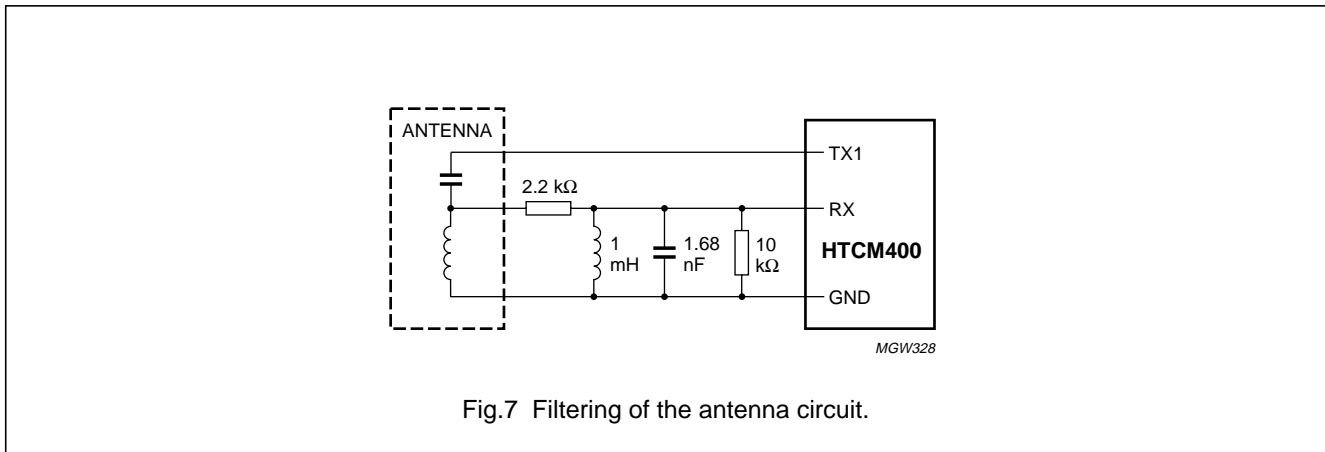 ANTENNA
TX1
2.2 kΩ
RX
1
mH
1.68
nF
10
kΩ
HTCM400
GND
MGW328
Fig.7 Filtering of the antenna circuit.